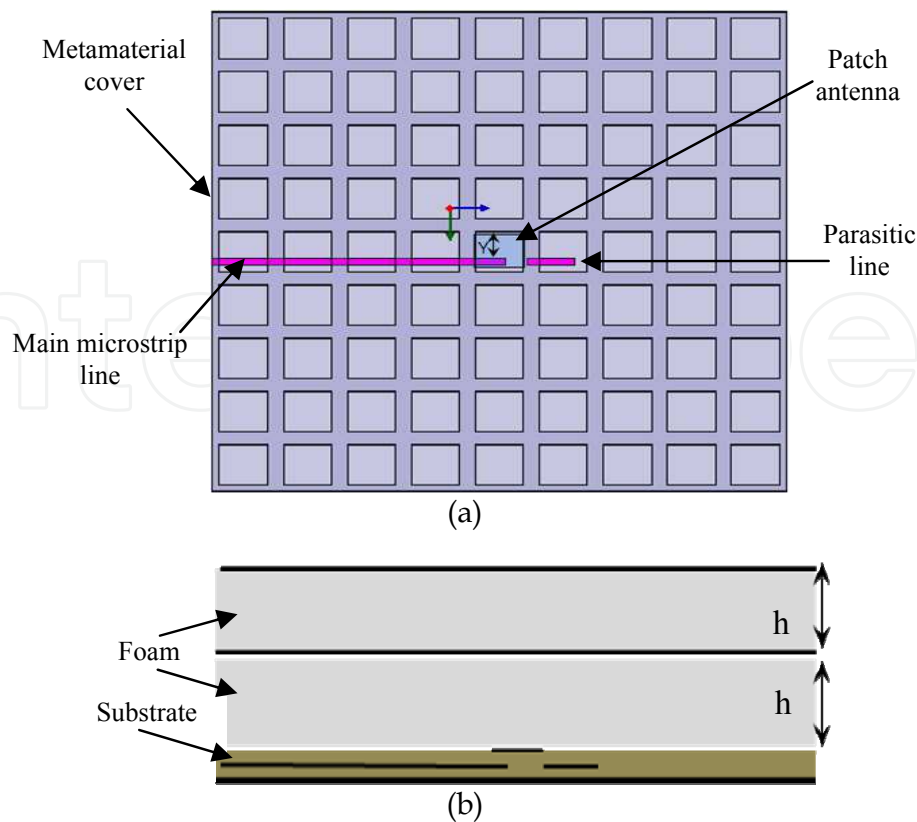 Metamaterial
cover
Patch
antenna
Y
Parasitic
line
Main microstrip
line
(a)
h
Foam
h
Substrate
(b)